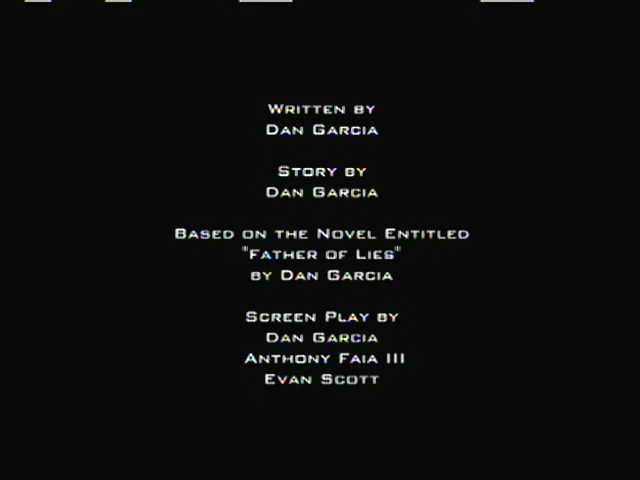 Written by
Dan Garcia
Story by
Dan Garcia
Based on the Novel Entitled
"Father of Lies"
by Dan Garcia
Screen Play by
Dan Garcia
Anthony Faia III
Evan Scott